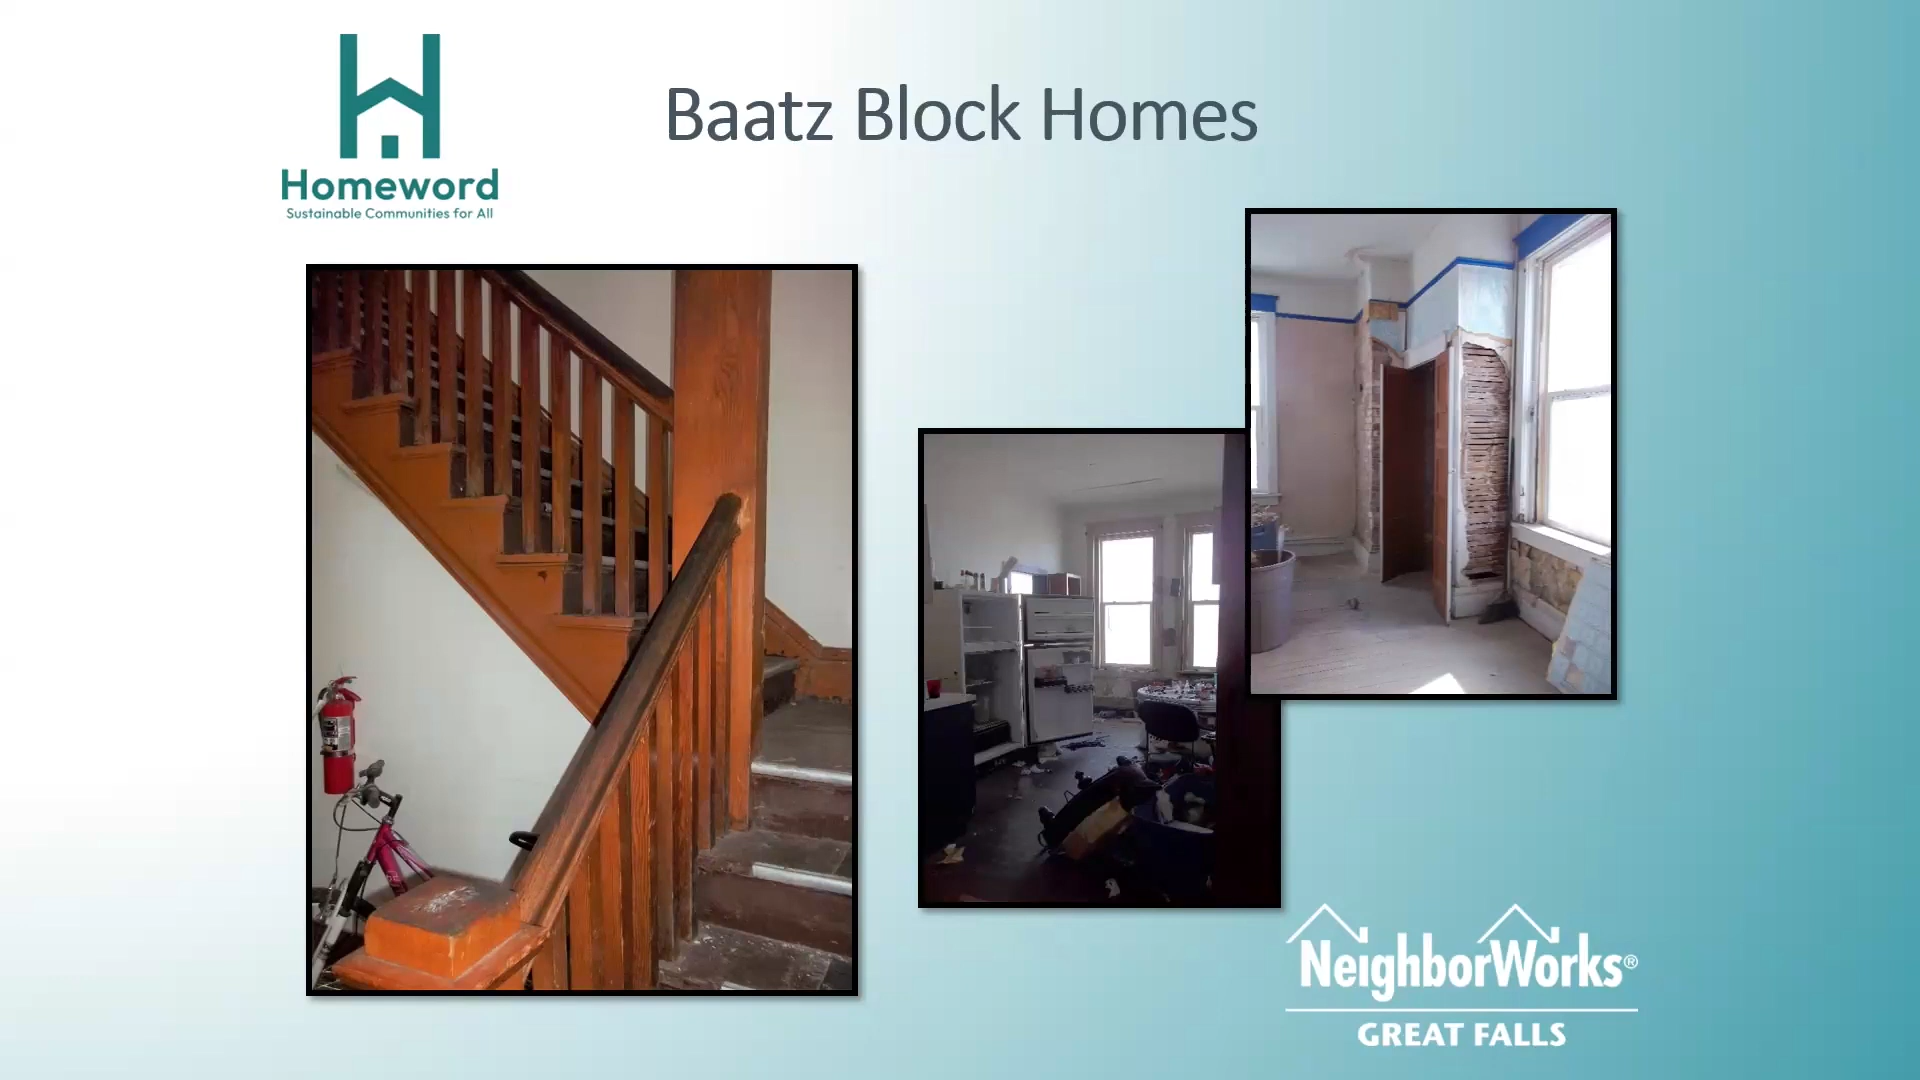 Homeword
Sustainable Communities for All
Baatz Block Homes
NeighborWorks®
GREAT FALLS